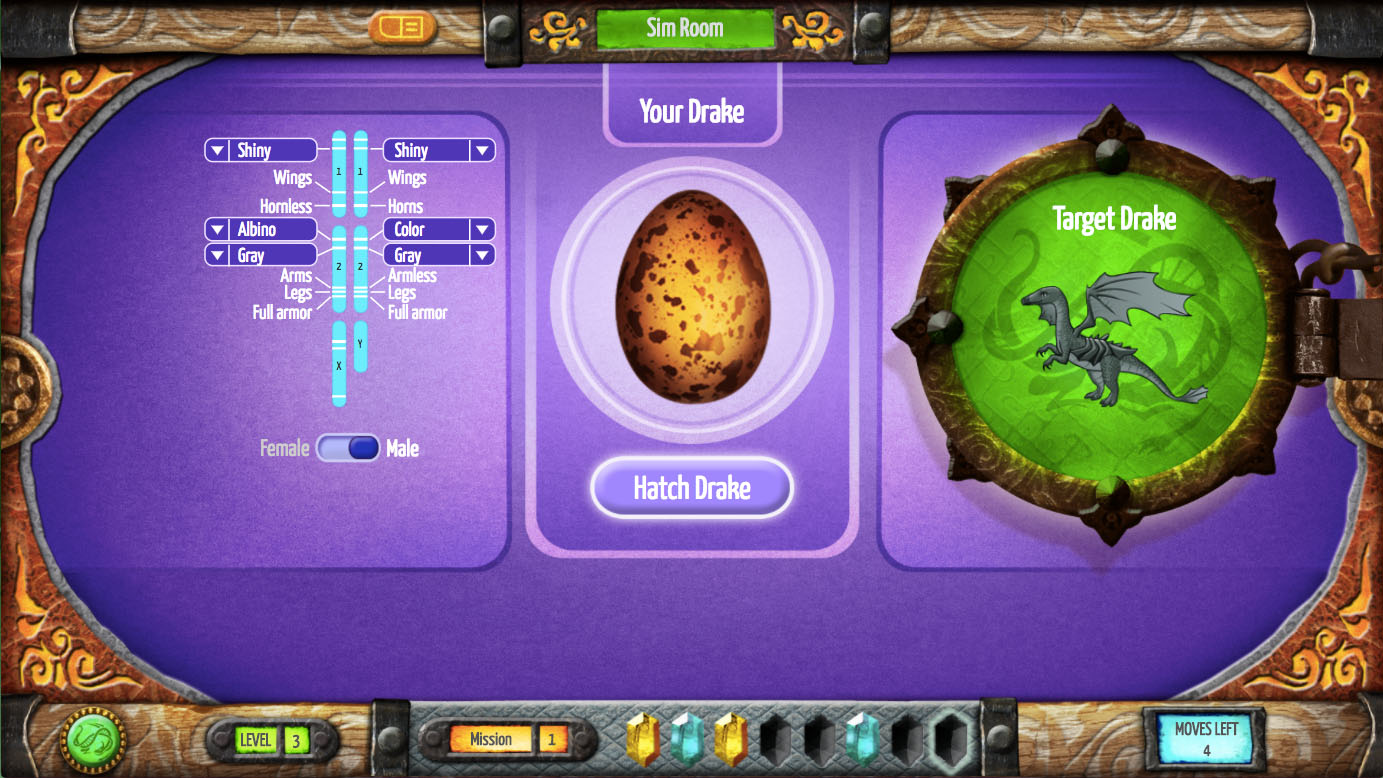 Sim Room
Your Drake
Shiny Shiny
1 1
Wings Wings
Hornless Horns
Albino Color
Gray Gray
2 2
Arms Armless
Legs Legs
Full armor Full armor
Y
X
Female Male
Hatch Drake
Target Drake
LEVEL 3
Mission 1
MOVES LEFT
4